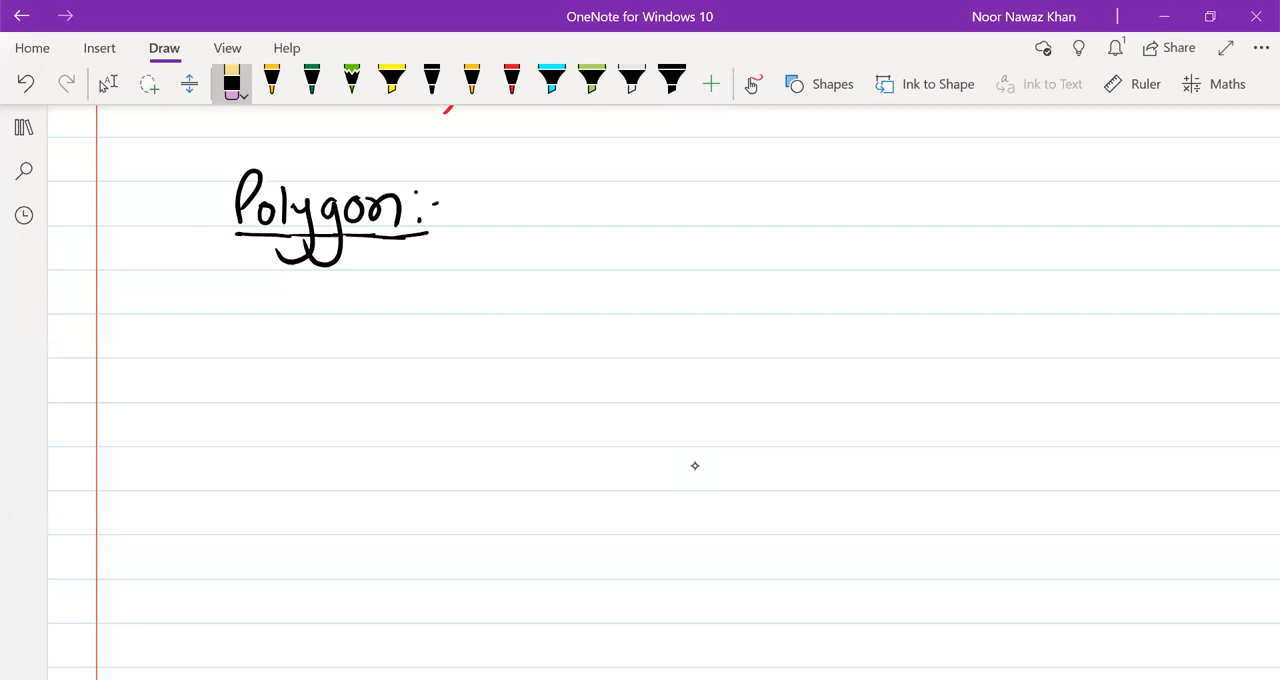 OneNote for Windows 10
Noor Nawaz Khan
Home Insert Draw View Help
1
Share
Shapes
Ink to Shape
Ink to Text
Ruler
Maths
Polygon:-